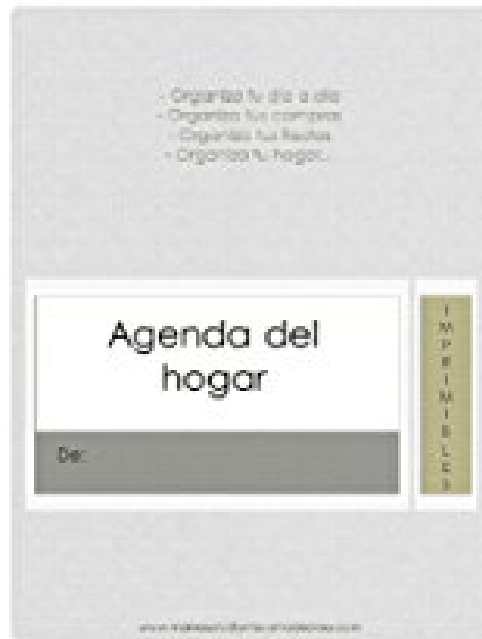 - Organiza tu día a día
- Organiza tus compras
- Organiza tus fiestas
- Organiza tu hogar...
Agenda del
hogar
IMPRIMIBLES
De: